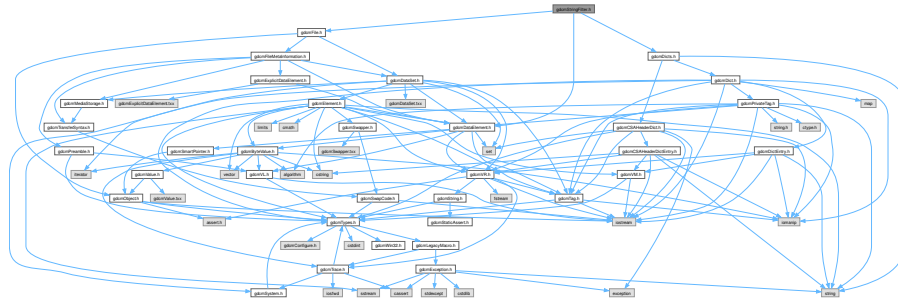 gdcmStringFilter.h
gdcmFile.h
gdcmFileMetaInformation.h
gdcmDicts.h
gdcmExplicitDataElement.h
gdcmDataSet.h
gdcmDict.h
gdcmMediaStorage.h
gdcmExplicitDataElement.txx
gdcmDataSet.txx
gdcmElement.h
gdcmPrivateTag.h
map
gdcmTransferSyntax.h
limits
cmath
gdcmSwapper.h
gdcmDataElement.h
gdcmCSAHeaderDict.h
string.h
ctype.h
gdcmPreamble.h
gdcmSmartPointer.h
gdcmByteValue.h
gdcmSwapper.txx
set
gdcmCSAHeaderDictEntry.h
gdcmDictEntry.h
iterator
gdcmValue.h
vector
gdcmVL.h
algorithm
cstring
gdcmVR.h
gdcmVM.h
gdcmObject.h
gdcmValue.txx
gdcmSwapCode.h
gdcmString.h
fstream
gdcmTag.h
assert.h
gdcmTypes.h
gdcmStaticAssert.h
iostream
iomanip
gdcmConfigure.h
stdint
gdcmWin32.h
gdcmLegacyMacro.h
gdcmTrace.h
gdcmException.h
gdcmSystem.h
iosfwd
sstream
cassert
stdexcept
cstdlib
exception
string